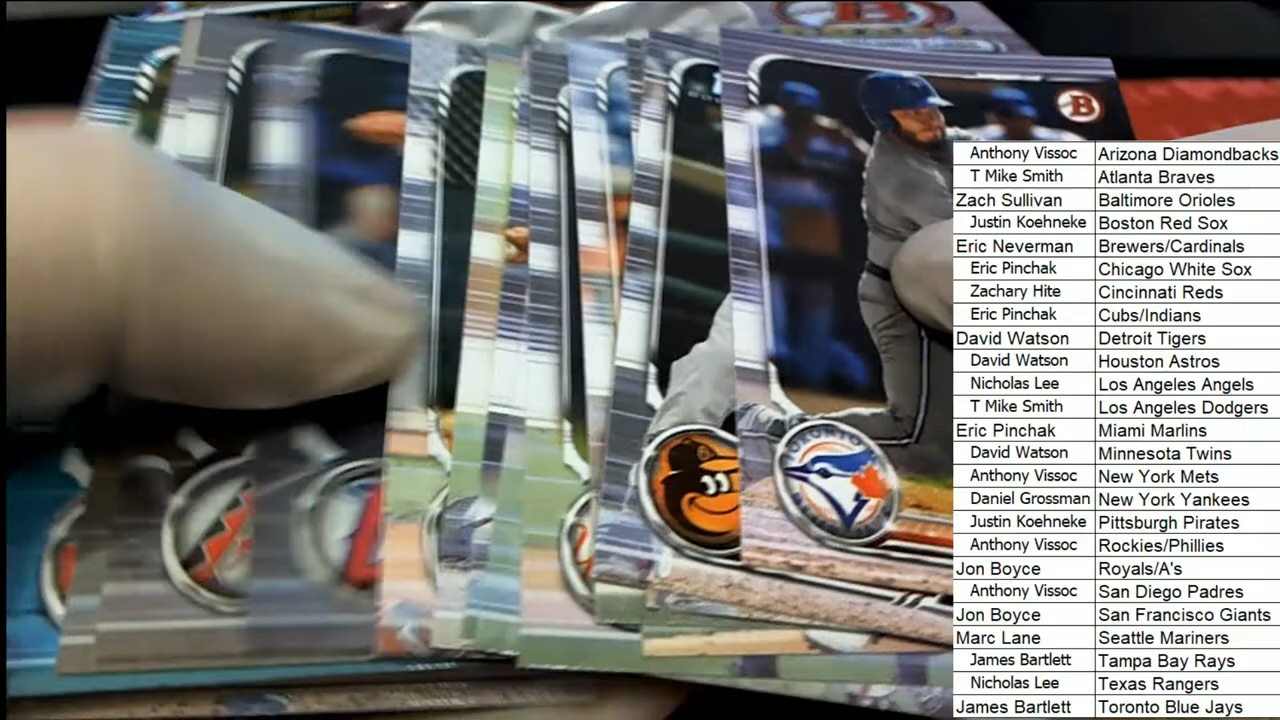 B
TORONTO
BLUE JAYS
Anthony Vissoc Arizona Diamondbacks
T Mike Smith Atlanta Braves
Zach Sullivan Baltimore Orioles
Justin Koehneke Boston Red Sox
Eric Neverman Brewers/Cardinals
Eric Pinchak Chicago White Sox
Zachary Hite Cincinnati Reds
Eric Pinchak Cubs/Indians
David Watson Detroit Tigers
David Watson Houston Astros
Nicholas Lee Los Angeles Angels
T Mike Smith Los Angeles Dodgers
Eric Pinchak Miami Marlins
David Watson Minnesota Twins
Anthony Vissoc New York Mets
Daniel Grossman New York Yankees
Justin Koehneke Pittsburgh Pirates
Anthony Vissoc Rockies/Phillies
Jon Boyce Royals/A's
Anthony Vissoc San Diego Padres
Jon Boyce San Francisco Giants
Marc Lane Seattle Mariners
James Bartlett Tampa Bay Rays
Nicholas Lee Texas Rangers
James Bartlett Toronto Blue Jays